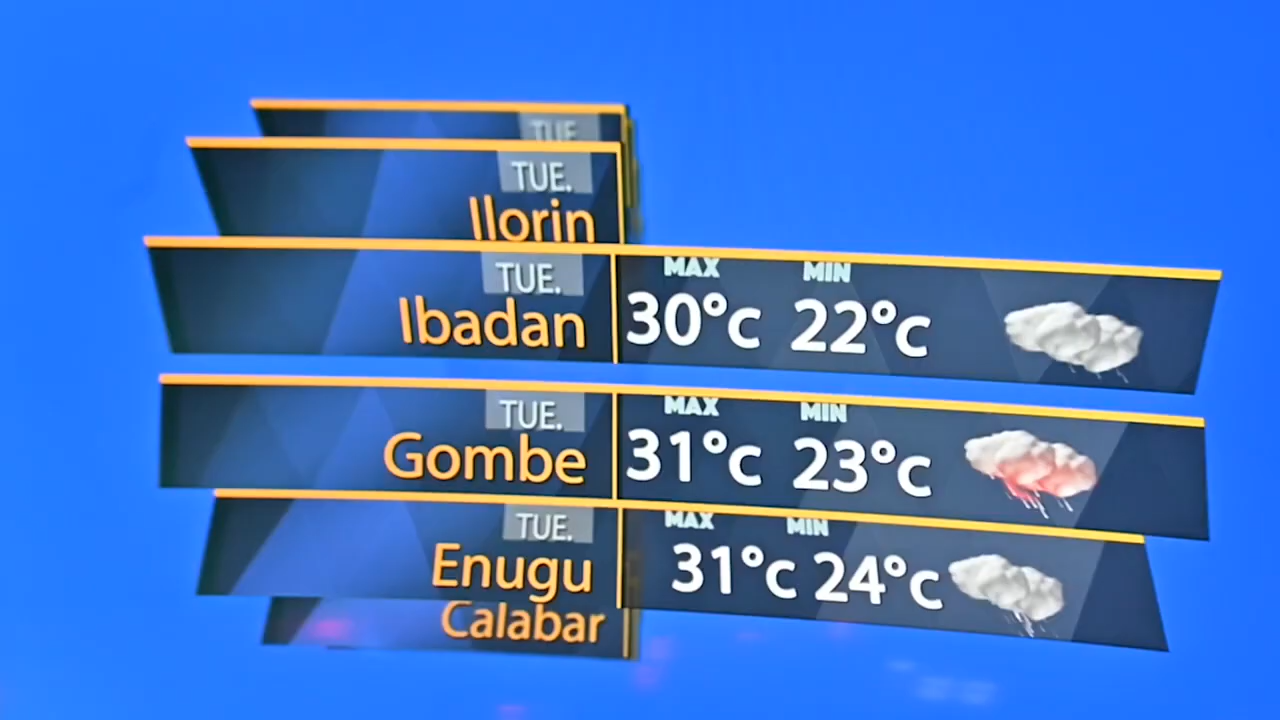 TUE
TUE.
Ilorin
TUE. MAX MIN
Ibadan 30°c 22°c
TUE. MAX MIN
Gombe 31°c 23°c
TUE. MAX MIN
Enugu 31°c 24°c
Calabar